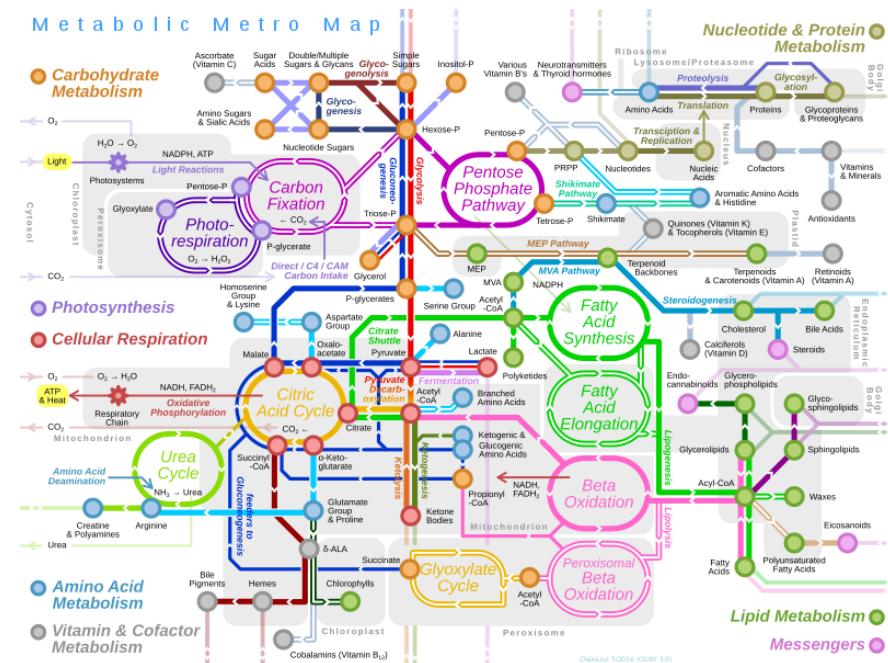 Metabolic Metro Map
Carbohydrate
Metabolism
Ascorbate
(Vitamin C)
Sugar
Acids
Double/Multiple
Sugars & Glycans
Glyco-
genolysis
Simple
Sugars
Inositol-P
Glyco-
genesis
Amino Sugars
& Sialic Acids
Hexose-P
Nucleotide Sugars
Various
Vitamin B's
Neurotransmitters
& Thyroid hormones
Ribosome
Lysosome/Proteasome
Nucleotide & Protein
Metabolism
Proteolysis
Glycosyl-
ation
Golgi
Body
Amino Acids
Translation
Proteins
Glycoproteins
& Proteoglycans
Pentose-P
Transciption &
Replication
Nucleus
PRPP
Nucleotides
Nucleic
Acids
Cofactors
Vitamins
& Minerals
Antioxidants
O₂
H₂O → O₂
Light
NADPH, ATP
Light Reactions
Photosystems
Cytosol
Chloroplast
Peroxisome
Pentose-P
Glyoxylate
Carbon
Fixation
← CO₂
Photo-
respiration
O₂ → H₂O₂
P-glycerate
Direct / C4 / CAM
Carbon Intake
CO₂
Gluconeo-
genesis
Glycolysis
Triose-P
Glycerol
Pentose
Phosphate
Pathway
Tetrose-P
Shikimate
Pathway
Shikimate
Aromatic Amino Acids
& Histidine
Quinones (Vitamin K)
& Tocopherols (Vitamin E)
Plastid
MEP Pathway
MEP
MVA Pathway
Terpenoid
Backbones
Terpenoids
& Carotenoids (Vitamin A)
Retinoids
(Vitamin A)
Photosynthesis
Cellular Respiration
Homoserine
Group
& Lysine
P-glycerates
Serine Group
MVA
Acetyl
-CoA
NADPH
Steroidogenesis
Cholesterol
Bile Acids
Endoplasmic
Reticulum
Calciferols
(Vitamin D)
Steroids
Aspartate
Group
Citrate
Shuttle
Alanine
Fatty
Acid
Synthesis
Malate
Oxalo-
acetate
Pyruvate
Lactate
Polyketides
O₂
O₂ → H₂O
ATP
& Heat
NADH, FADH₂
Oxidative
Phosphorylation
Respiratory
Chain
CO₂
Mitochondrion
Citric
Acid Cycle
CO₂ ←
Pyruvate
Decarb-
oxylation
Fermentation
Acetyl
-CoA
Branched
Amino Acids
Citrate
Fatty
Acid
Elongation
Endo-
cannabinoids
Glycero-
phospholipids
Glyco-
sphingolipids
Golgi
Body
Urea
Cycle
Succinyl
-CoA
α-Keto-
glutarate
Ketogenic &
Glucogenic
Amino Acids
Lipogenesis
Glycerolipids
Sphingolipids
Amino Acid
Deamination
NH₃ → Urea
Ketolysis
Ketogenesis
Propionyl
-CoA
NADH,
FADH₂
Beta
Oxidation
Acyl-CoA
Waxes
Creatine
& Polyamines
Arginine
feeders to
Gluconeogenesis
Glutamate
Group
& Proline
Ketone
Bodies
Mitochondrion
Lipolysis
Eicosanoids
Urea
δ-ALA
Succinate
Glyoxylate
Cycle
Acetyl
-CoA
Peroxisomal
Beta
Oxidation
Fatty
Acids
Polyunsaturated
Fatty Acids
Amino Acid
Metabolism
Bile
Pigments
Hemes
Chlorophylls
Vitamin & Cofactor
Metabolism
Chloroplast
Cobalamins (Vitamin B₁₂)
Peroxisome
Lipid Metabolism
Messengers
Chakazul 5/2016 (CC-BY 3.0)